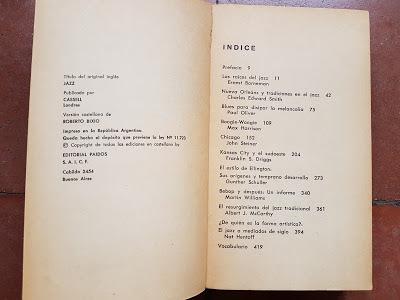 Título del original inglés
JAZZ
Publicado por
CASSELL
Londres
Versión castellana de
ROBERTO BIXIO
Impreso en la República Argentina
Queda hecho el depósito que previene la ley Nº 11.723
© Copyright de todas las ediciones en castellano by
EDITORIAL PAIDOS
S. A. I. C. F.
Cabildo 2454
Buenos Aires
INDICE
Prefacio 9
Las raíces del jazz 11
Ernest Borneman
Nueva Orleáns y tradiciones en el jazz 42
Charles Edward Smith
Blues para disipar la melancolía 75
Paul Oliver
Boogie-Woogie 109
Max Harrison
Chicago 152
John Steiner
Kansas City y el sudoeste 204
Franklin S. Driggs
El estilo de Ellington:
Sus orígenes y temprano desarrollo 273
Gunther Schuller
Bebop y después: Un informe 340
Martin Williams
El resurgimiento del jazz tradicional 361
Albert J. McCarthy
¿De quién es la forma artística?.
El jazz a mediados de siglo 394
Nat Hentoff
Vocabulario 419